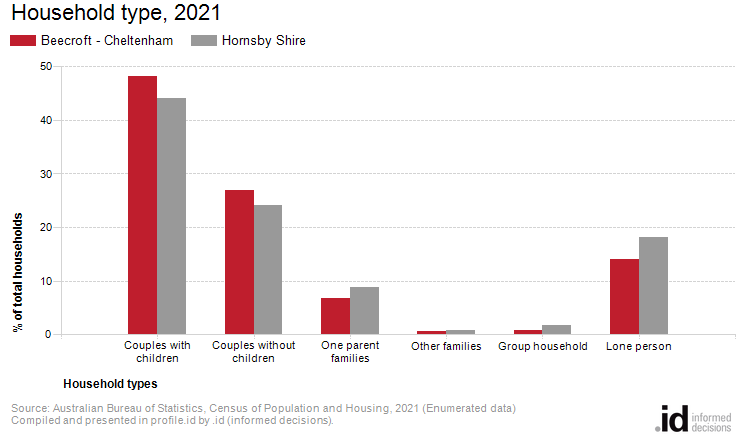 Household type, 2021
Beecroft - Cheltenham Hornsby Shire
% of total households
50
40
30
20
10
0
Couples with children
Couples without children
One parent families
Other families
Group household
Lone person
Household types
Source: Australian Bureau of Statistics, Census of Population and Housing, 2021 (Enumerated data)
Compiled and presented in profile.id by .id (informed decisions).
.id informed decisions